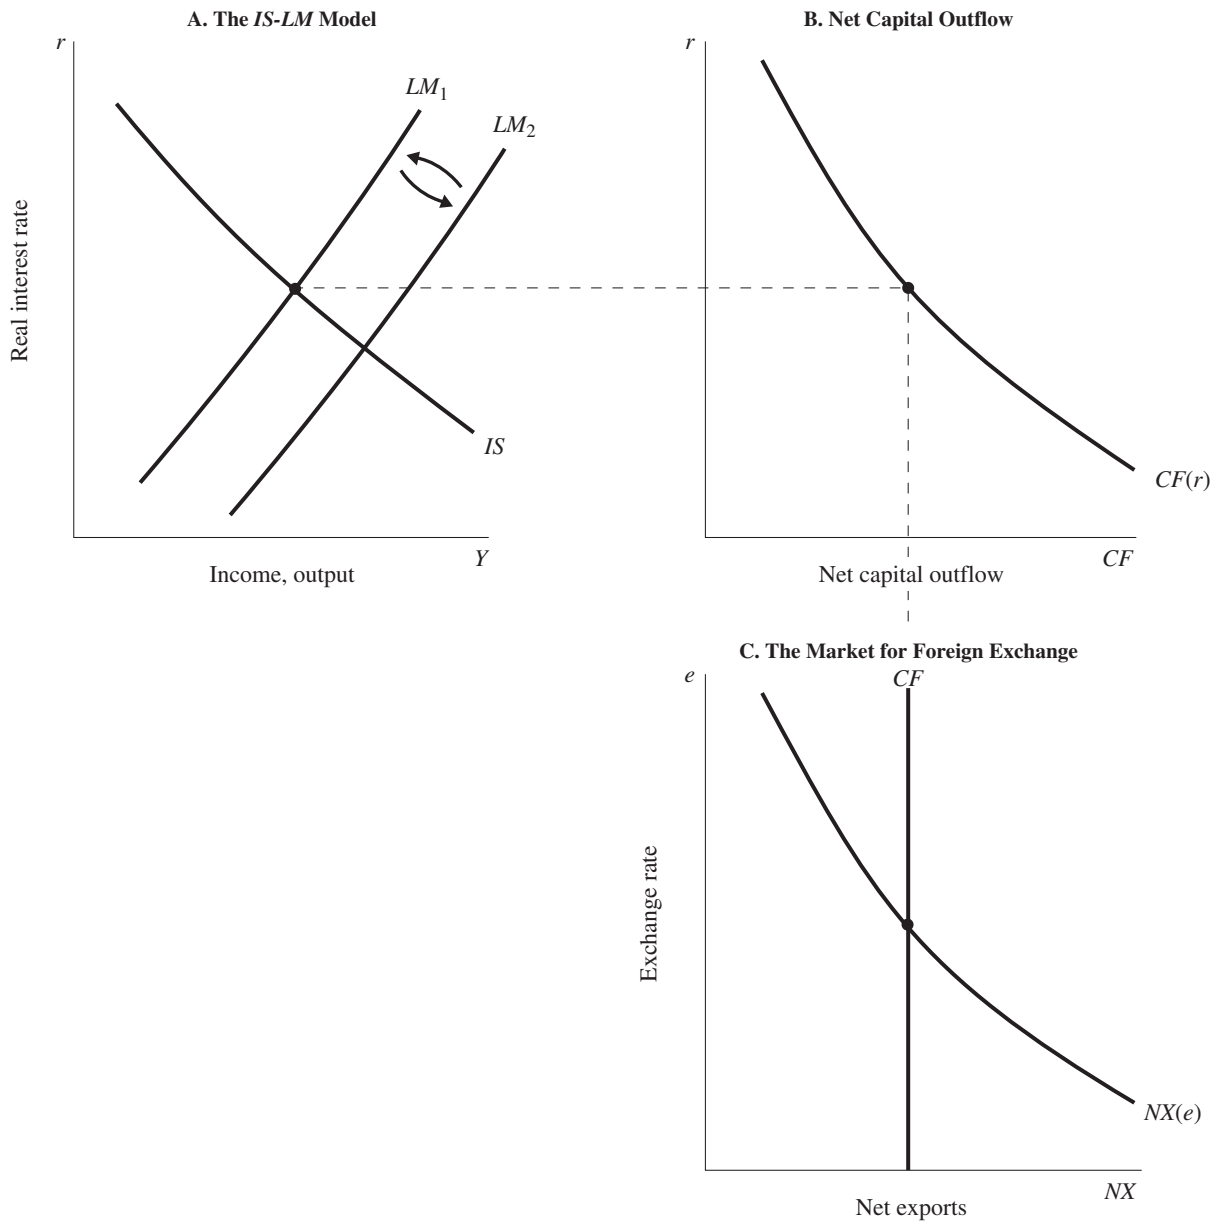 A. The IS-LM Model
r
LM1
LM2
IS
Real interest rate
Y
Income, output
B. Net Capital Outflow
r
CF(r)
CF
Net capital outflow
C. The Market for Foreign Exchange
e
CF
Exchange rate
NX(e)
NX
Net exports